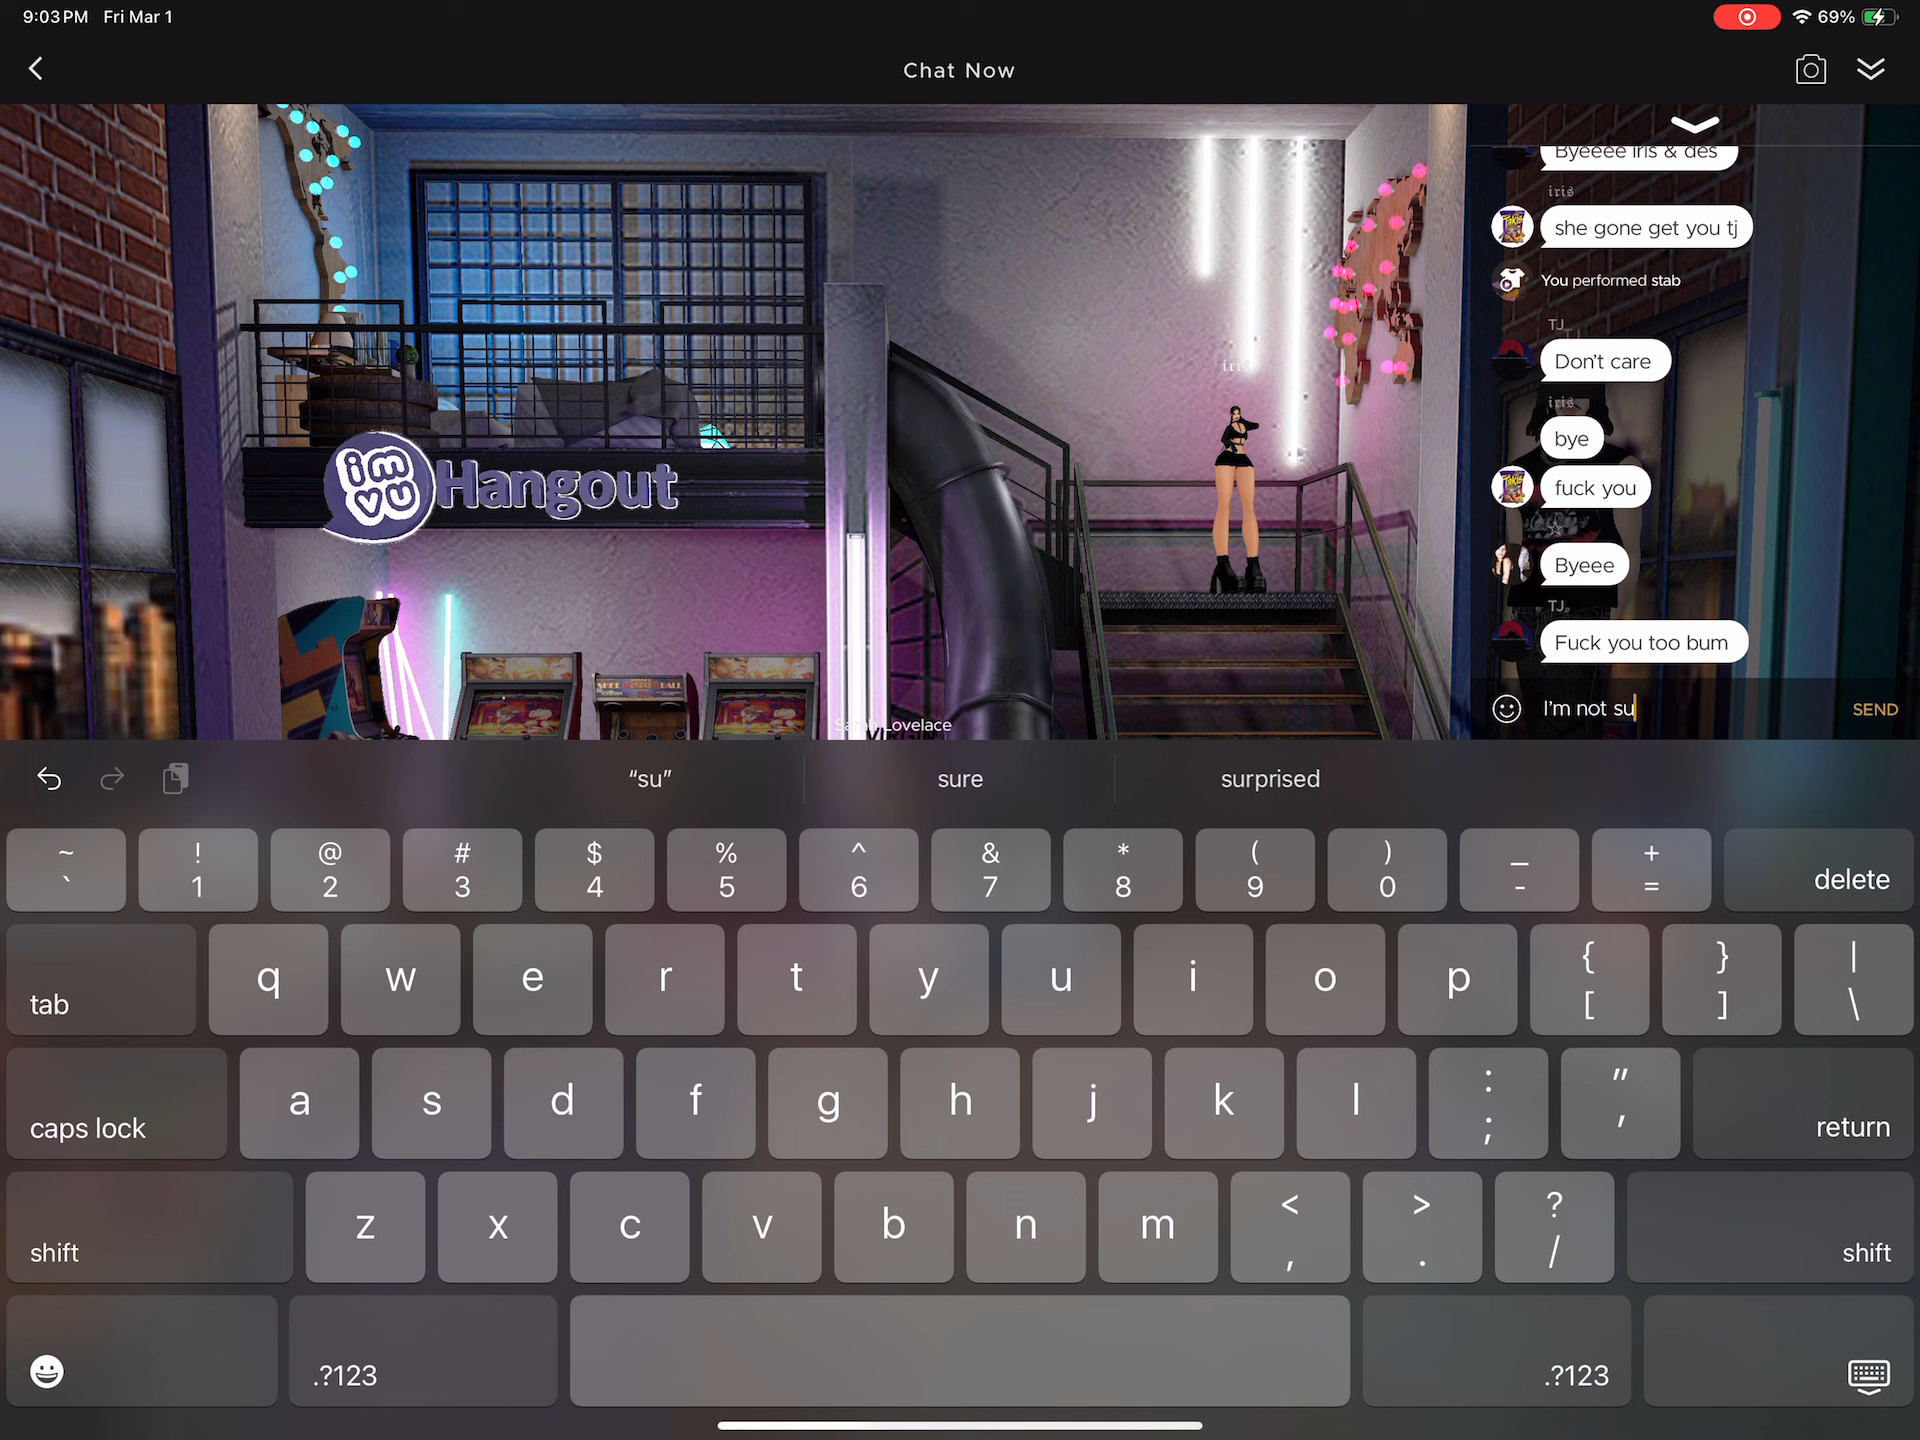 9:03 PM Fri Mar 1
69%
Chat Now
Byeeee iris & des
iris
she gone get you tj
You performed stab
TJ
Don't care
iris
iris
bye
fuck you
Byeee
TJ
Fuck you too bum
imvu Hangout
Lovelace
I'm not su
SEND
"su" sure surprised
~ ! @ # $ % ^ & * ( ) _ +
` 1 2 3 4 5 6 7 8 9 0 - = delete
tab q w e r t y u i o p { [ } ] | \
caps lock a s d f g h j k l : ; " ' return
shift z x c v b n m < , > . ? / shift
.?123 .?123